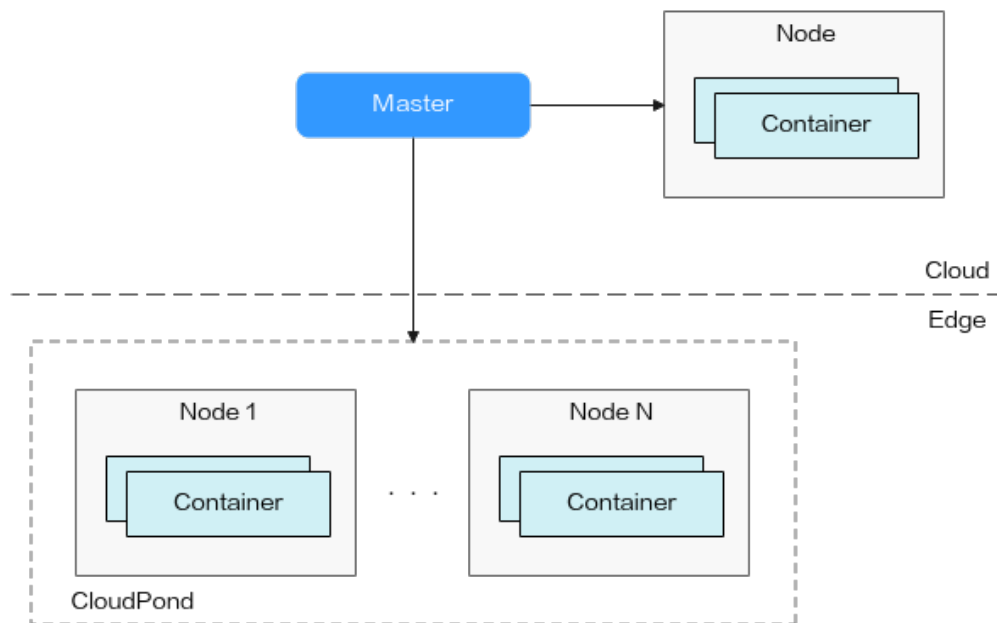 Node
Master
Container
Cloud
Edge
Node 1
Node N
Container
. . .
Container
CloudPond